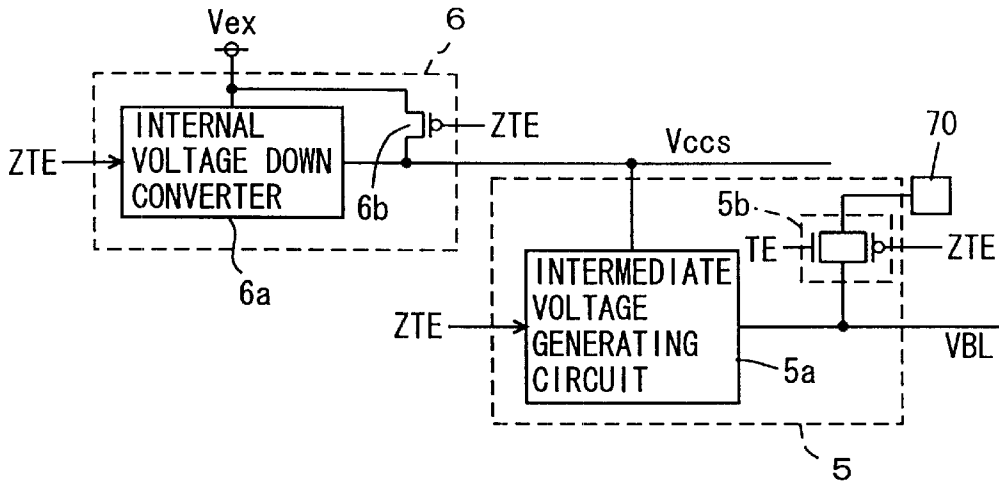 Vex
6
INTERNAL
VOLTAGE DOWN
CONVERTER
ZTE
ZTE
6b
6a
Vccs
70
5b
TE
ZTE
INTERMEDIATE
VOLTAGE
GENERATING
CIRCUIT
ZTE
5a
VBL
5